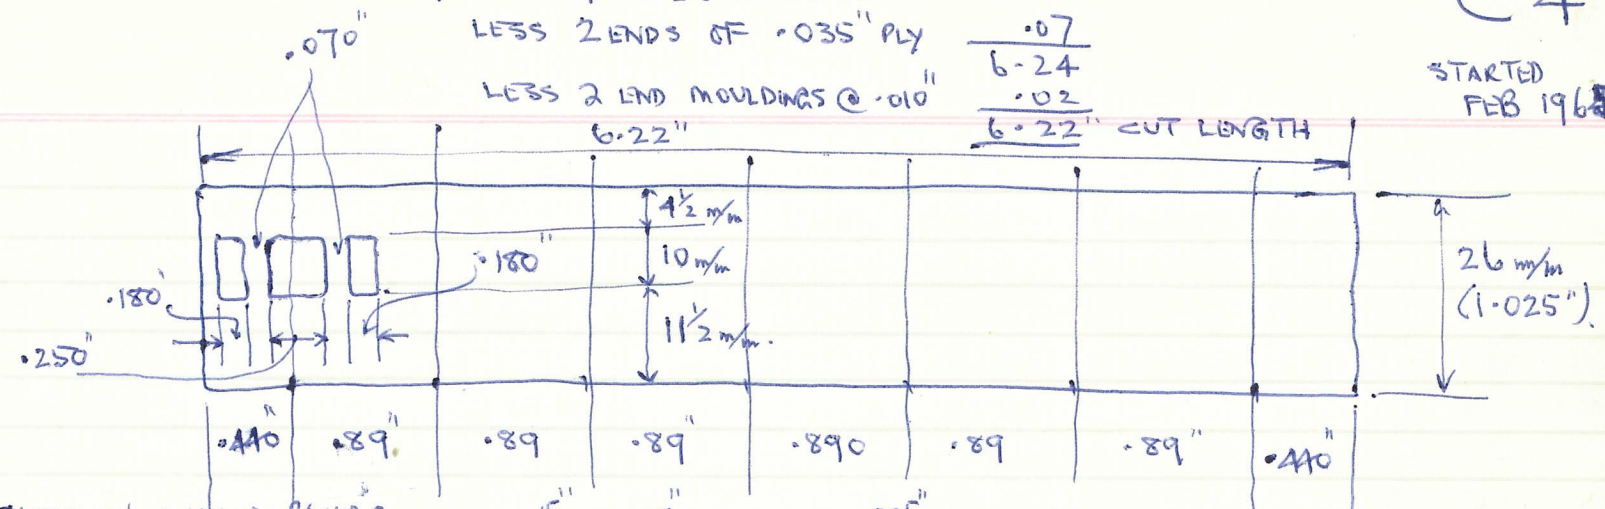 .070"
LESS 2 ENDS OF .035" PLY .07
6.24
LESS 2 END MOULDINGS @ .010" .02
6.22" CUT LENGTH
STARTED
FEB 196
6.22"
4½ m/m
.180"
10 m/m
.180"
11½ m/m.
.250"
26 m/m
(1.025").
.440" .89" .89 .89" .890 .89 .89" .440"